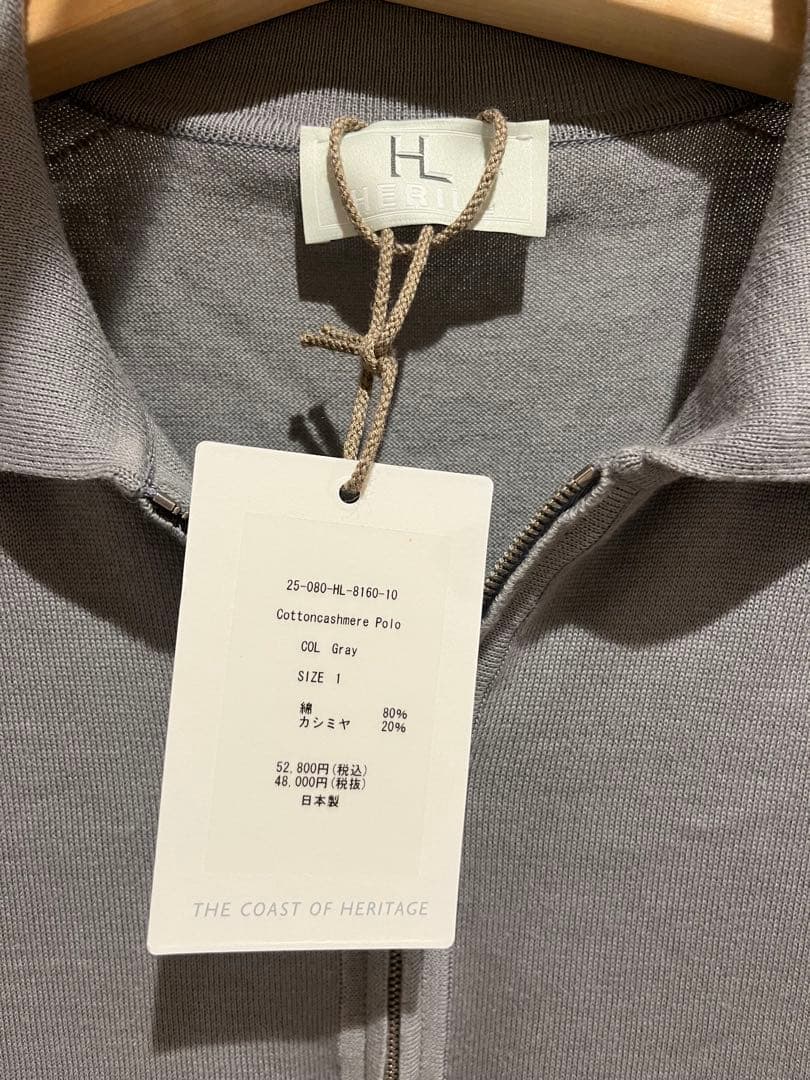 HL
25-080-HL-8160-10
Cottoncashmere Polo
COL Gray
SIZE 1
綿 80%
カシミヤ 20%
52,800円(税込)
48,000円(税抜)
日本製
THE COAST OF HERITAGE